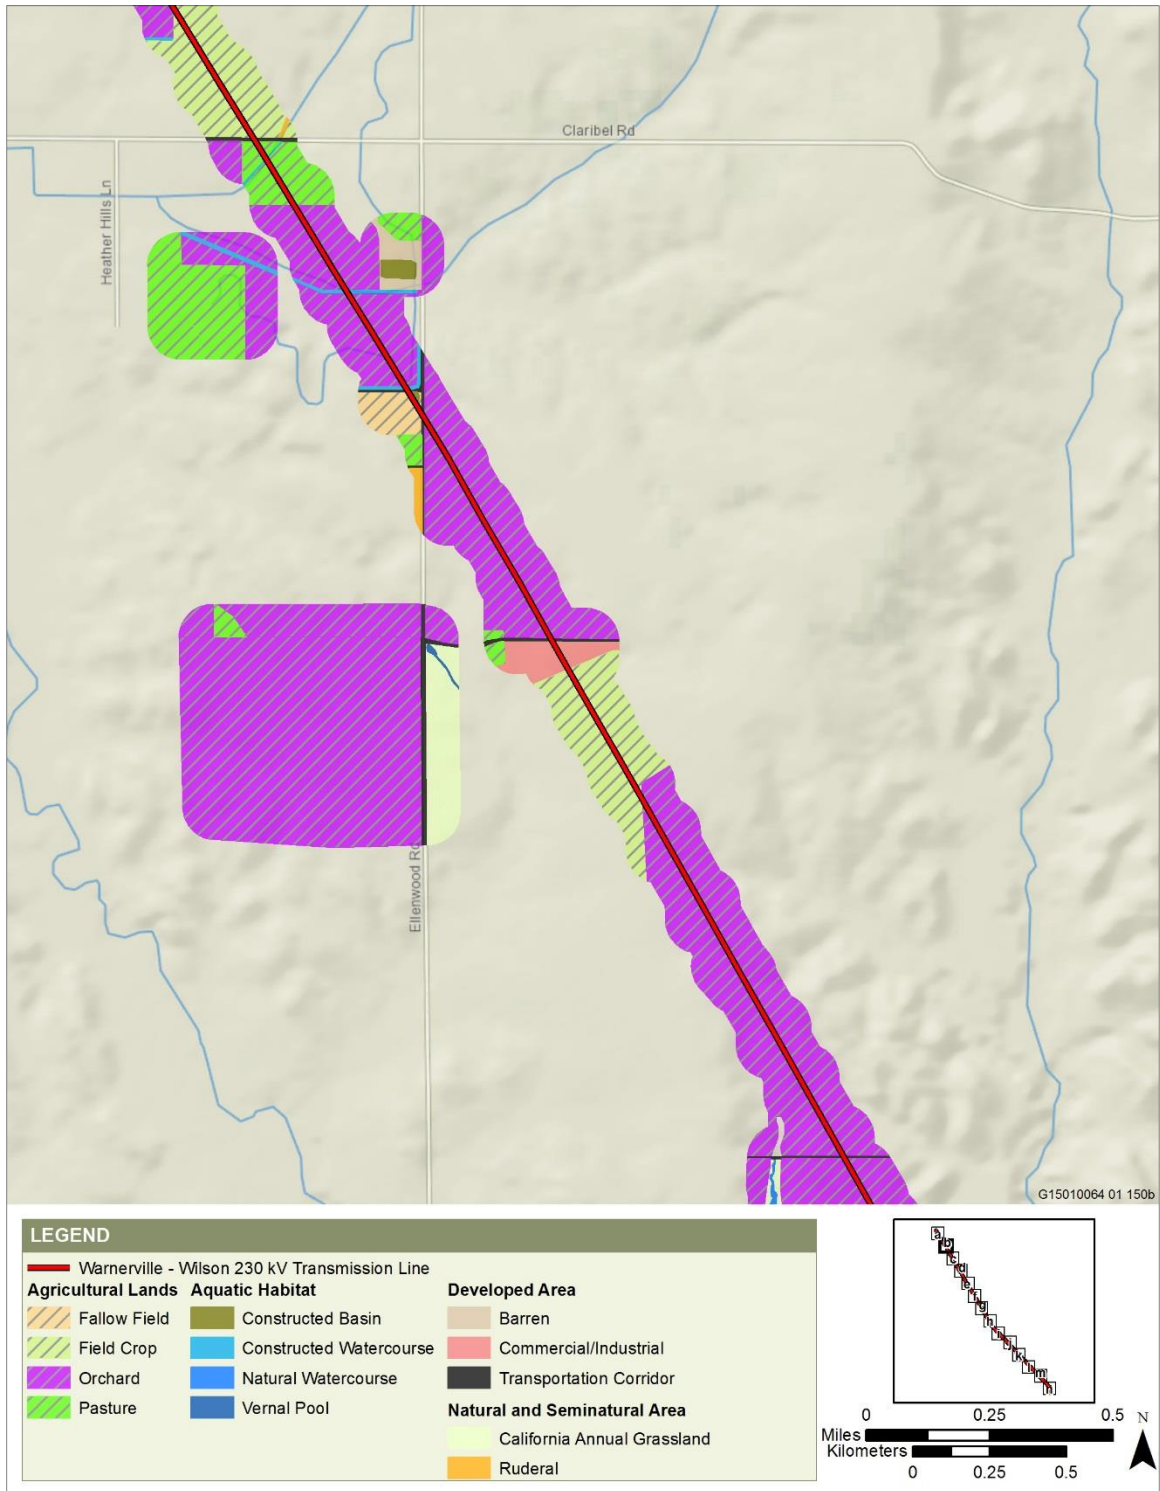 Claribel Rd
Heather Hills Ln
Ellenwood Rd
G15010064 01 150b
LEGEND
Warnerville - Wilson 230 kV Transmission Line
Agricultural Lands
Fallow Field
Field Crop
Orchard
Pasture
Aquatic Habitat
Constructed Basin
Constructed Watercourse
Natural Watercourse
Vernal Pool
Developed Area
Barren
Commercial/Industrial
Transportation Corridor
Natural and Seminatural Area
California Annual Grassland
Ruderal
a
b
c
d
e
f
g
h
i
j
k
l
m
n
0 0.25 0.5
Miles
Kilometers
0 0.25 0.5
N